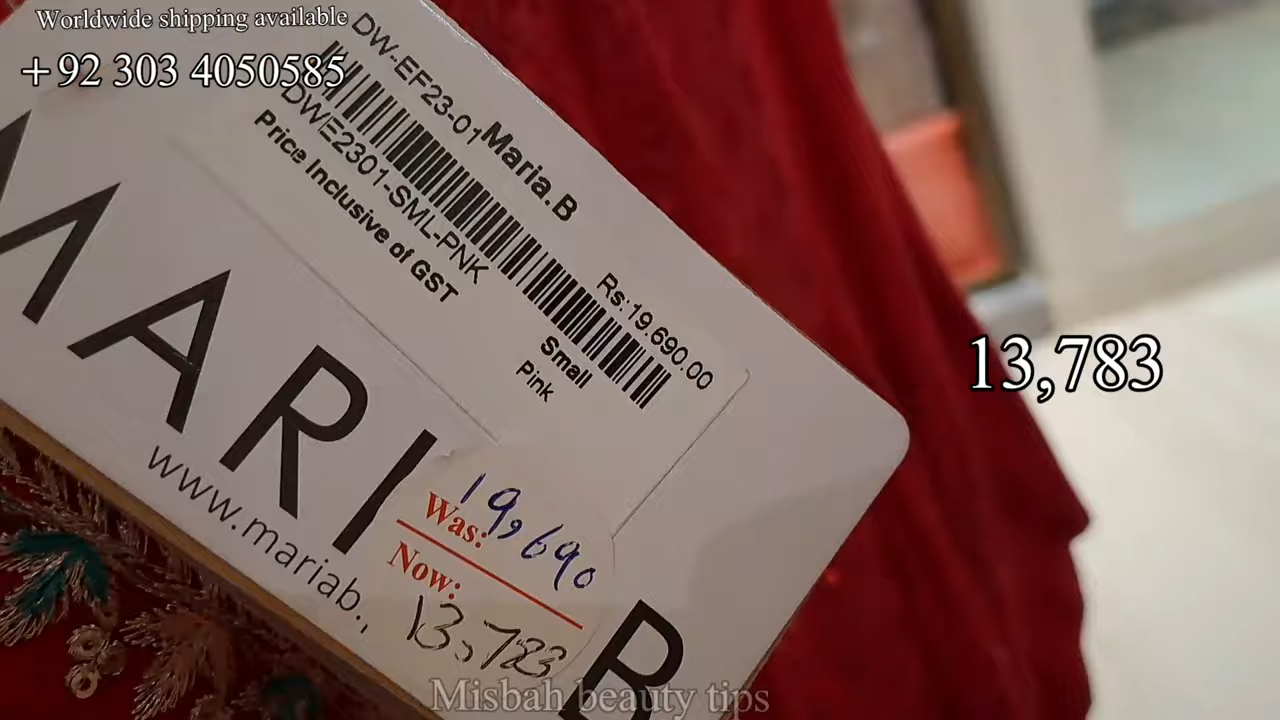 Worldwide shipping available
+92 303 4050585
DW-EF23-01
Maria.B
Rs:19.690.00
DWE2301-SML-PNK
Small
Price Inclusive of GST
Pink
MARI B
www.mariab.,
Was: 19,690
Now: 13,783
13,783
Misbah beauty tips